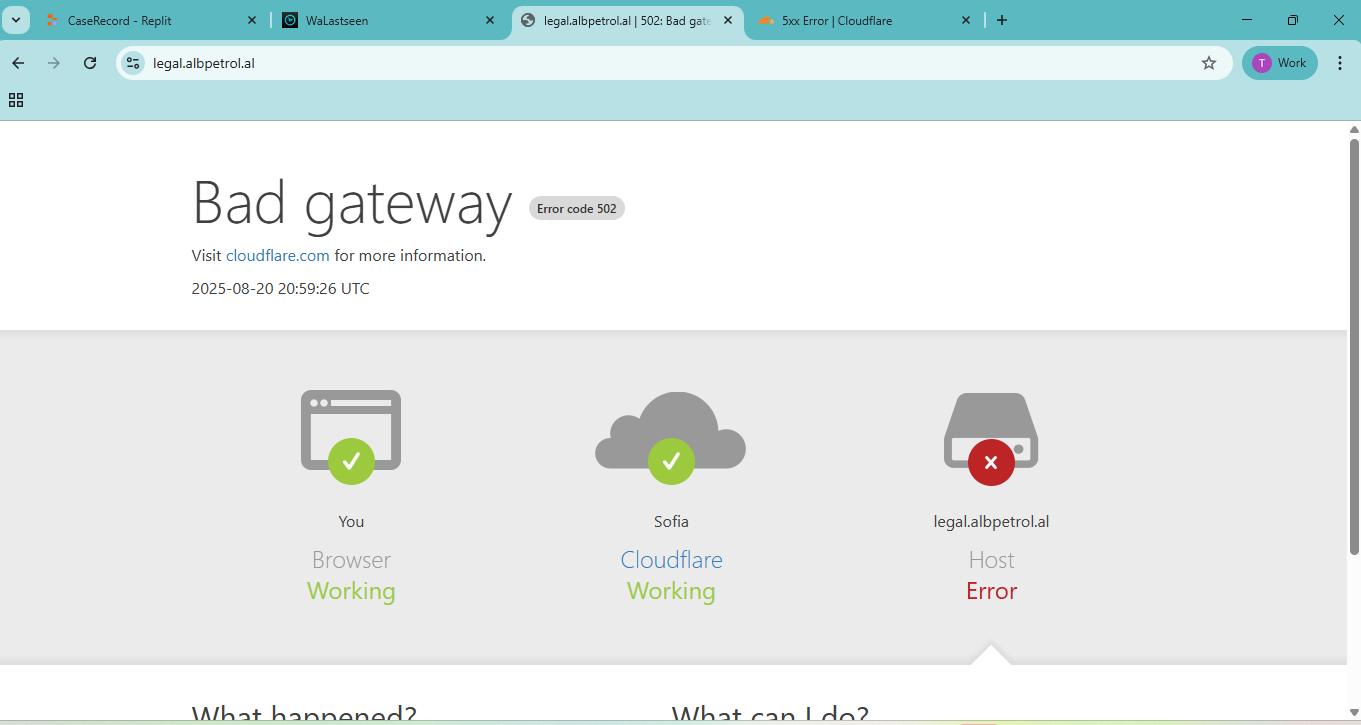 CaseRecord - Replit
WaLastseen
legal.albpetrol.al | 502: Bad gate
5xx Error | Cloudflare
legal.albpetrol.al
T Work
Bad gateway Error code 502
Visit cloudflare.com for more information.
2025-08-20 20:59:26 UTC
You
Browser
Working
Sofia
Cloudflare
Working
legal.albpetrol.al
Host
Error
What happened?
What can I do?